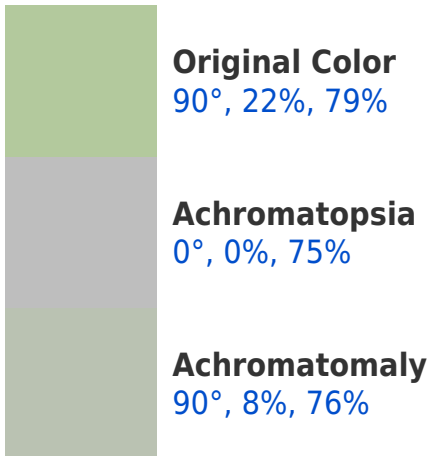 Original Color
90°, 22%, 79%
Achromatopsia
0°, 0%, 75%
Achromatomaly
90°, 8%, 76%